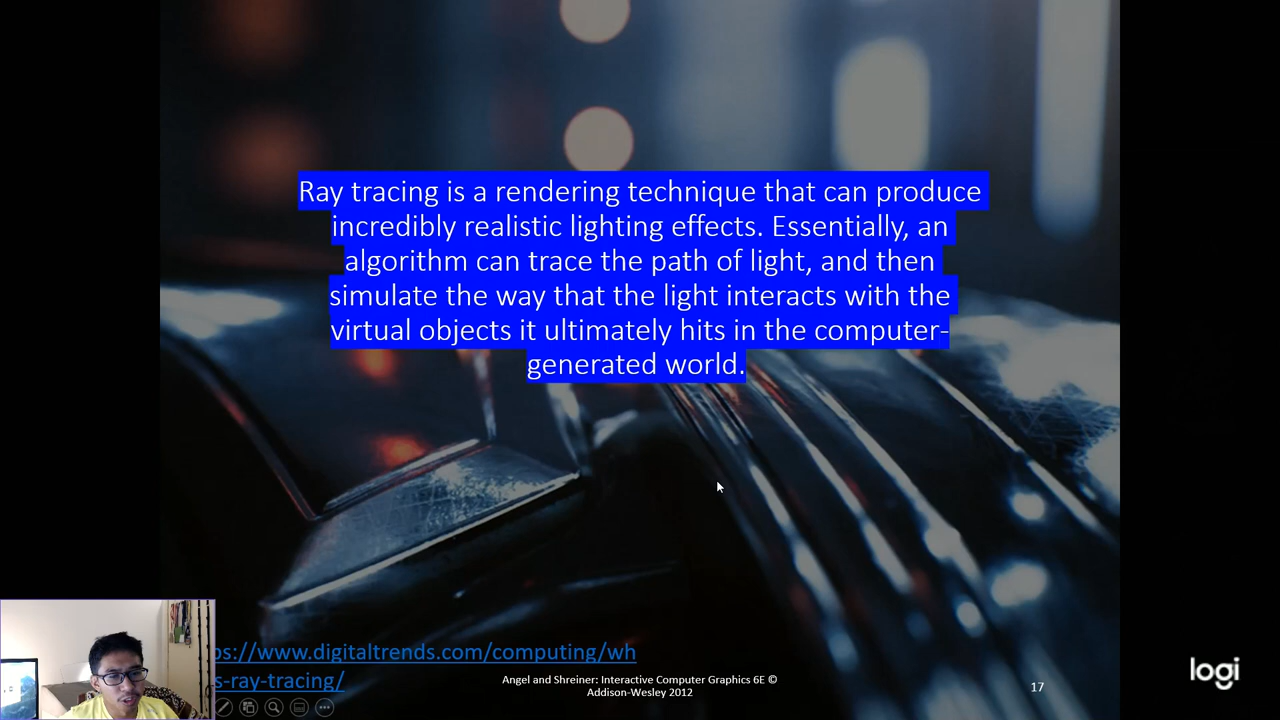 Ray tracing is a rendering technique that can produce
incredibly realistic lighting effects. Essentially, an
algorithm can trace the path of light, and then
simulate the way that the light interacts with the
virtual objects it ultimately hits in the computer-
generated world.
ps://www.digitaltrends.com/computing/wh
s-ray-tracing/
Angel and Shreiner: Interactive Computer Graphics 6E ©
Addison-Wesley 2012
17
logi